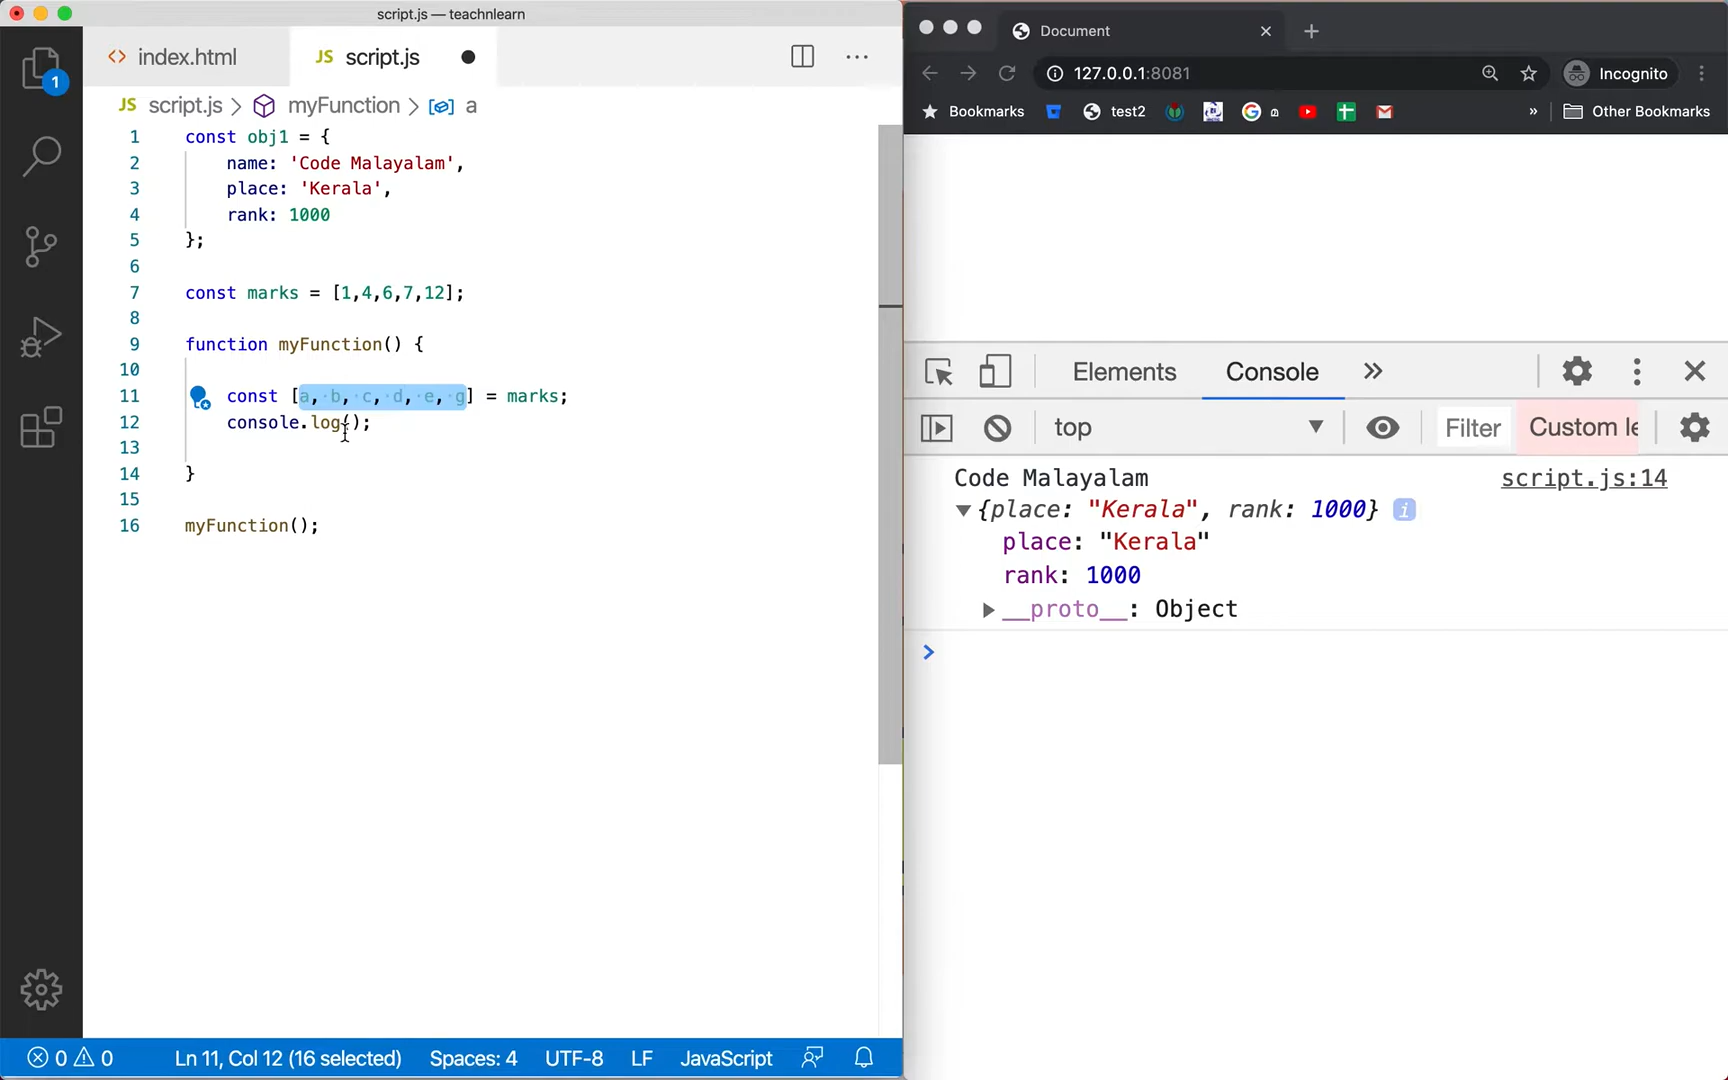 script.js — teachnlearn
index.html
JS script.js
1
JS script.js > myFunction > a
1 const obj1 = {
2 name: 'Code Malayalam',
3 place: 'Kerala',
4 rank: 1000
5 };
6
7 const marks = [1,4,6,7,12];
8
9 function myFunction() {
10
11 const [a, b, c, d, e, g] = marks;
12 console.log();
13
14 }
15
16 myFunction();
0 0 Ln 11, Col 12 (16 selected) Spaces: 4 UTF-8 LF JavaScript
Document
127.0.0.1:8081 Incognito
Bookmarks test2 ത » Other Bookmarks
Elements Console »
top Filter Custom le
Code Malayalam script.js:14
{place: "Kerala", rank: 1000} i
place: "Kerala"
rank: 1000
__proto__: Object
>